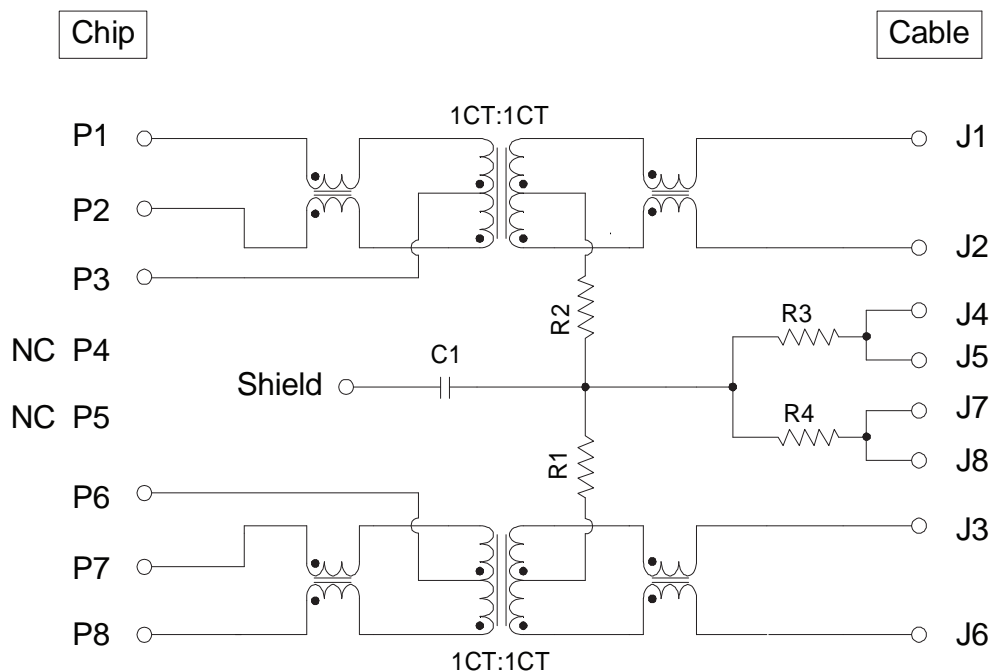 Chip
Cable
1CT:1CT
P1
J1
P2
J2
P3
R2
R3
J4
NC P4
C1
J5
Shield
NC P5
R4
J7
R1
J8
P6
J3
P7
P8
J6
1CT:1CT